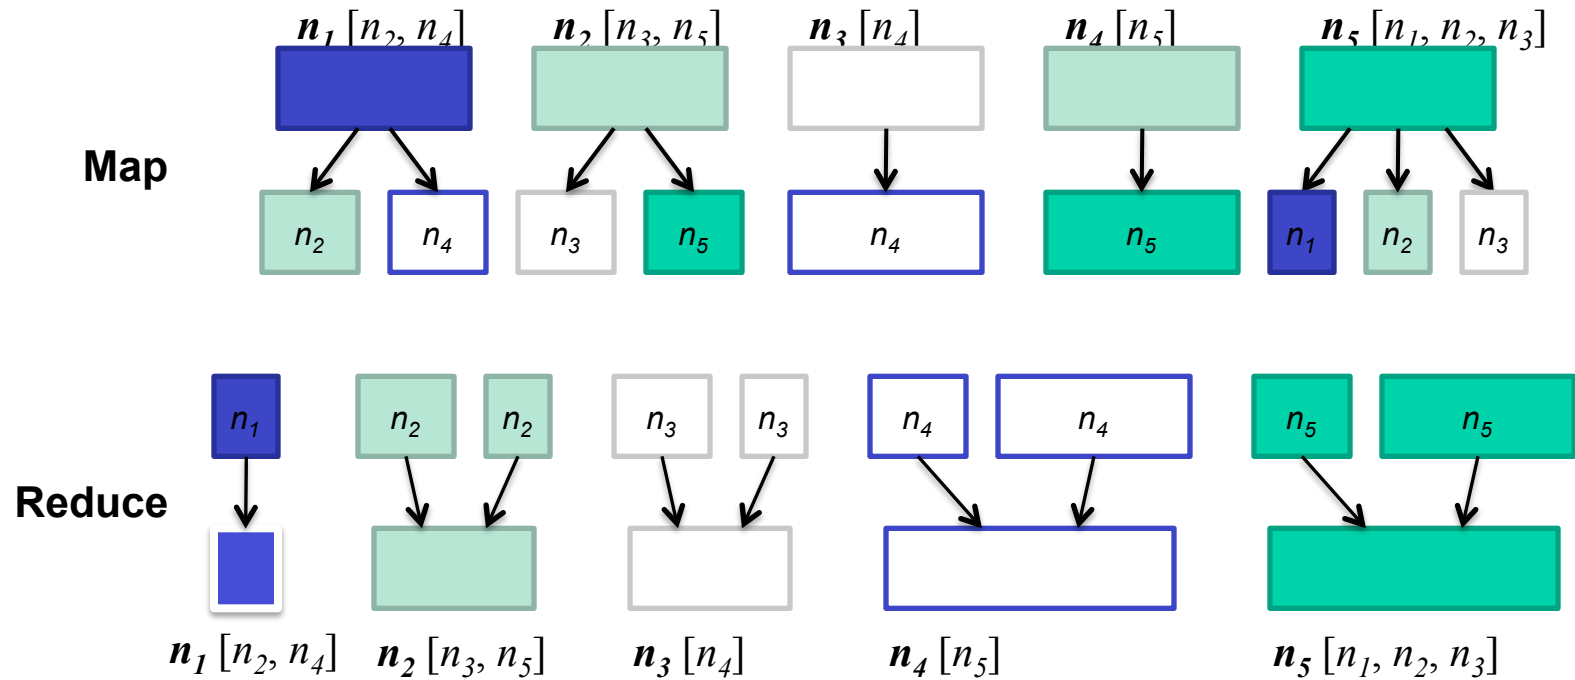 n₁ [n₂, n₄] n₂ [n₃, n₅] n₃ [n₄] n₄ [n₅] n₅ [n₁, n₂, n₃]
Map
n₂ n₄ n₃ n₅ n₄ n₅ n₁ n₂ n₃
n₁ n₂ n₂ n₃ n₃ n₄ n₄ n₅ n₅
Reduce
n₁ [n₂, n₄] n₂ [n₃, n₅] n₃ [n₄] n₄ [n₅] n₅ [n₁, n₂, n₃]